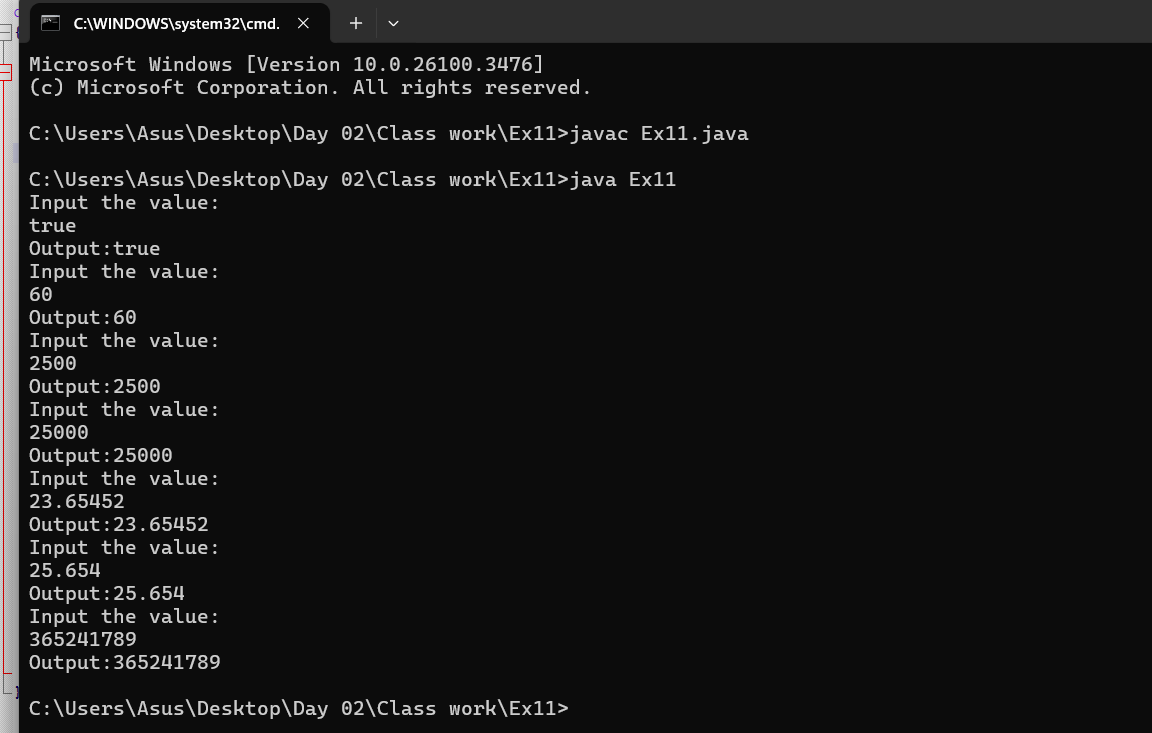 C:\WINDOWS\system32\cmd.
Microsoft Windows [Version 10.0.26100.3476]
(c) Microsoft Corporation. All rights reserved.
C:\Users\Asus\Desktop\Day 02\Class work\Ex11>javac Ex11.java
C:\Users\Asus\Desktop\Day 02\Class work\Ex11>java Ex11
Input the value:
true
Output:true
Input the value:
60
Output:60
Input the value:
2500
Output:2500
Input the value:
25000
Output:25000
Input the value:
23.65452
Output:23.65452
Input the value:
25.654
Output:25.654
Input the value:
365241789
Output:365241789
C:\Users\Asus\Desktop\Day 02\Class work\Ex11>